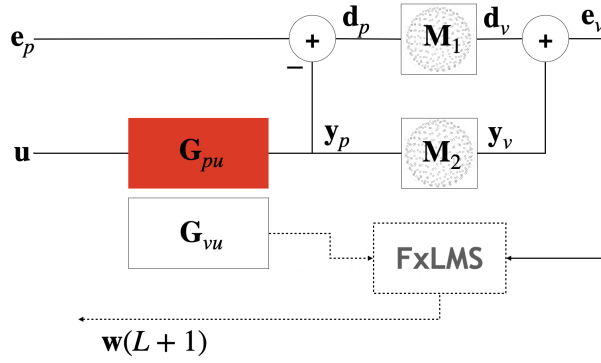 e_p + d_p M_1 d_v + e_v
−
u G_pu y_p M_2 y_v
G_vu
FxLMS
w(L + 1)